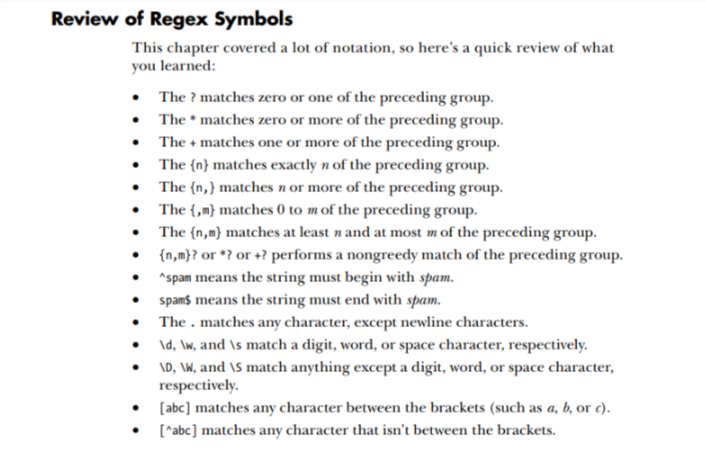 Review of Regex Symbols
This chapter covered a lot of notation, so here's a quick review of what
you learned:
• The ? matches zero or one of the preceding group.
• The * matches zero or more of the preceding group.
• The + matches one or more of the preceding group.
• The {n} matches exactly n of the preceding group.
• The {n,} matches n or more of the preceding group.
• The {,m} matches 0 to m of the preceding group.
• The {n,m} matches at least n and at most m of the preceding group.
• {n,m}? or *? or +? performs a nongreedy match of the preceding group.
• ^spam means the string must begin with spam.
• spam$ means the string must end with spam.
• The . matches any character, except newline characters.
• \d, \w, and \s match a digit, word, or space character, respectively.
• \D, \W, and \S match anything except a digit, word, or space character,
respectively.
• [abc] matches any character between the brackets (such as a, b, or c).
• [^abc] matches any character that isn't between the brackets.